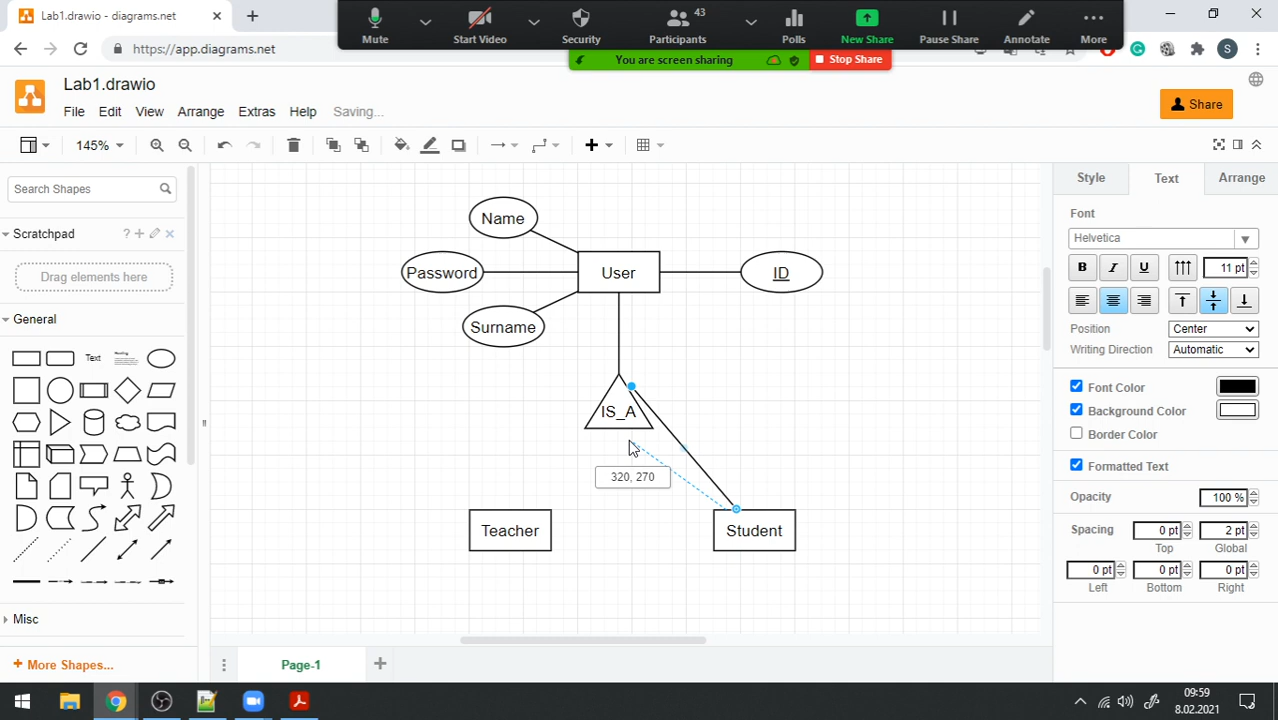 Lab1.drawio - diagrams.net
https://app.diagrams.net
Mute
Start Video
Security
43
Participants
Polls
New Share
Pause Share
Annotate
More
You are screen sharing
Stop Share
S
Lab1.drawio
File Edit View Arrange Extras Help Saving...
Share
145%
Search Shapes
Scratchpad
?
Drag elements here
General
Text
Heading
Misc
+ More Shapes...
Name
Password
User
ID
Surname
IS_A
320, 270
Teacher
Student
Page-1
Style Text Arrange
Font
Helvetica
B I U 11 pt
Position Center
Writing Direction Automatic
Font Color
Background Color
Border Color
Formatted Text
Opacity 100 %
Spacing 0 pt 2 pt
Top Global
0 pt 0 pt 0 pt
Left Bottom Right
09:59
8.02.2021